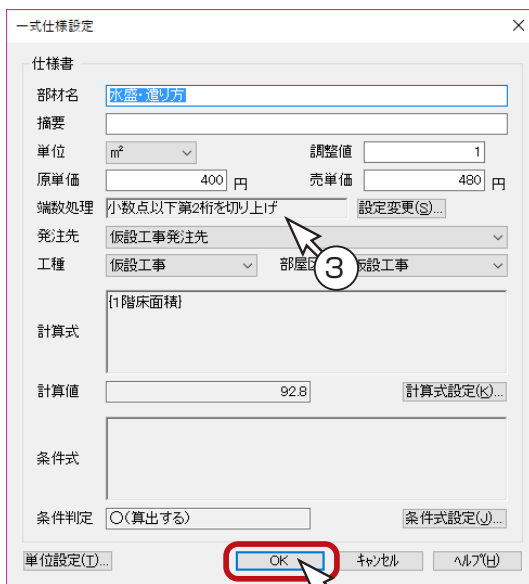 一式仕様設定
仕様書
部材名 水盛・遣り方
摘要
単位 m² 調整値 1
原単価 400 円 売単価 480 円
端数処理 小数点以下第2桁を切り上げ 設定変更(S)...
発注先 仮設工事発注先
工種 仮設工事 部屋 仮設工事
③
{1階床面積}
計算式
計算値 92.8 計算式設定(K)...
条件式
条件判定 〇(算出する) 条件式設定(J)...
単位設定(T)... OK キャンセル ヘルプ(H)